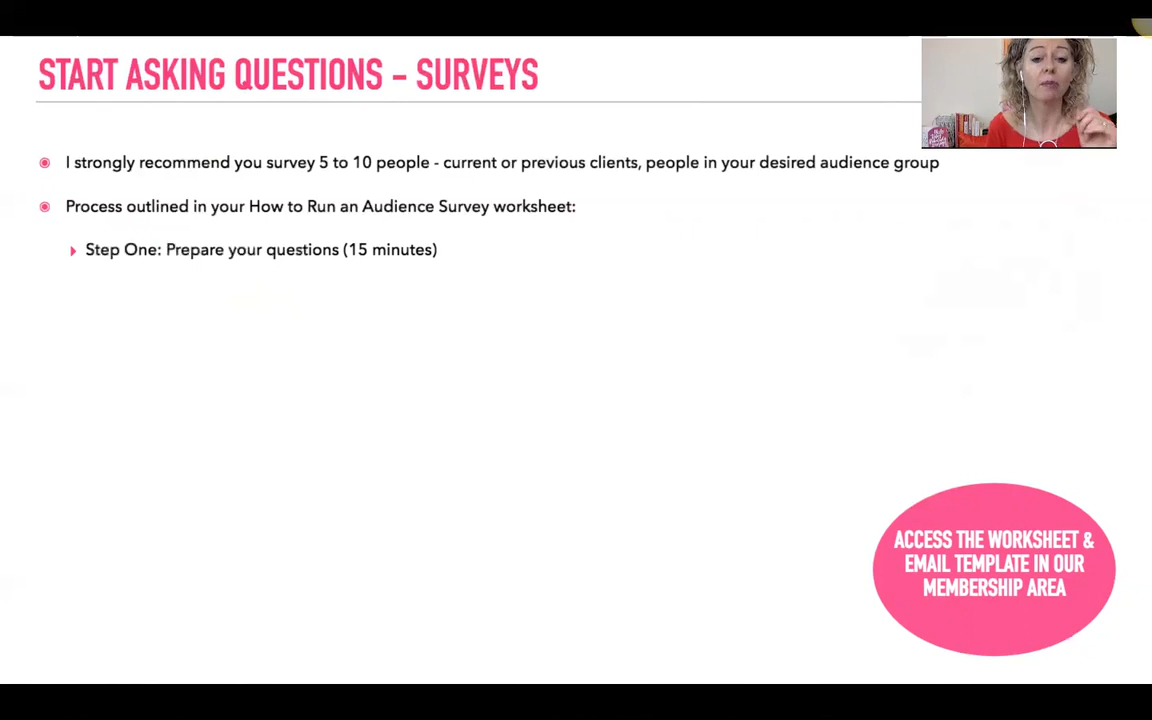 START ASKING QUESTIONS – SURVEYS
I strongly recommend you survey 5 to 10 people - current or previous clients, people in your desired audience group
Process outlined in your How to Run an Audience Survey worksheet:
Step One: Prepare your questions (15 minutes)
ACCESS THE WORKSHEET &
EMAIL TEMPLATE IN OUR
MEMBERSHIP AREA